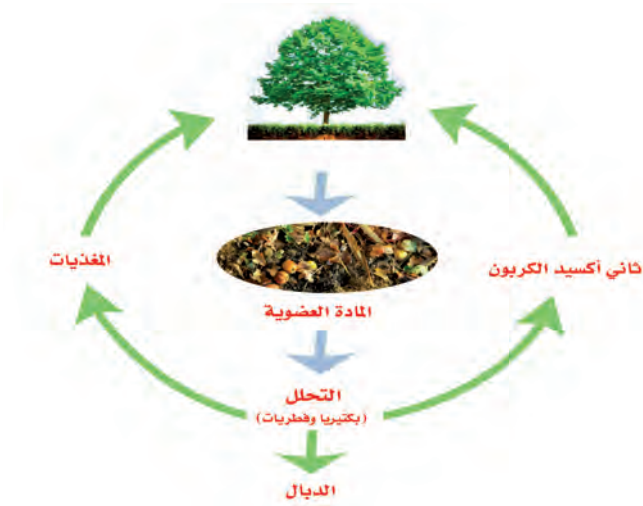 المغذيات
ثاني أكسيد الكربون
المادة العضوية
التحلل
(بكتيريا وفطريات)
الدبال